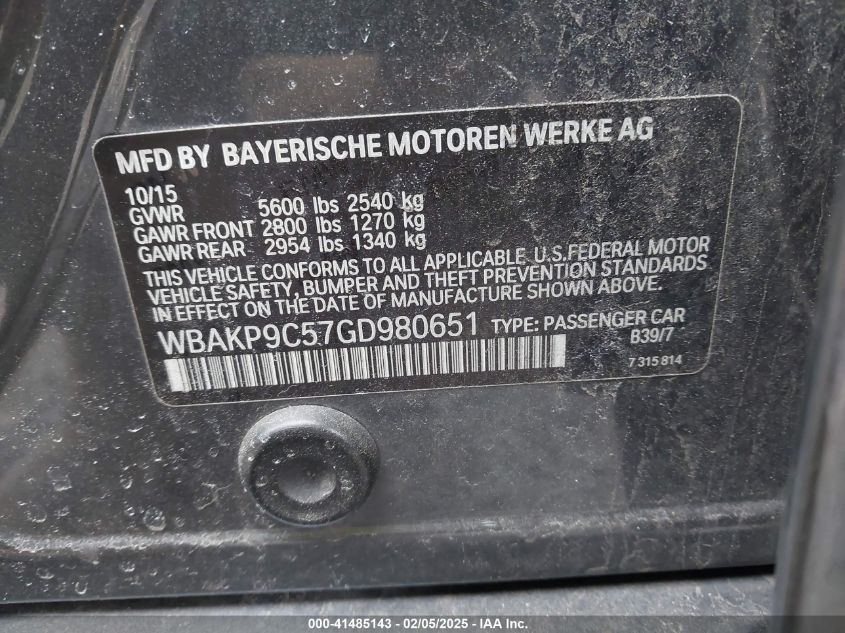 MFD BY BAYERISCHE MOTOREN WERKE AG
10/15
GVWR 5600 lbs 2540 kg
GAWR FRONT 2800 lbs 1270 kg
GAWR REAR 2954 lbs 1340 kg
THIS VEHICLE CONFORMS TO ALL APPLICABLE U.S. FEDERAL MOTOR
VEHICLE SAFETY, BUMPER AND THEFT PREVENTION STANDARDS
IN EFFECT ON THE DATE OF MANUFACTURE SHOWN ABOVE.
WBAKP9C57GD980651 TYPE: PASSENGER CAR
B39/7
7 315 814
000-41485143 - 02/05/2025 - IAAI Inc.